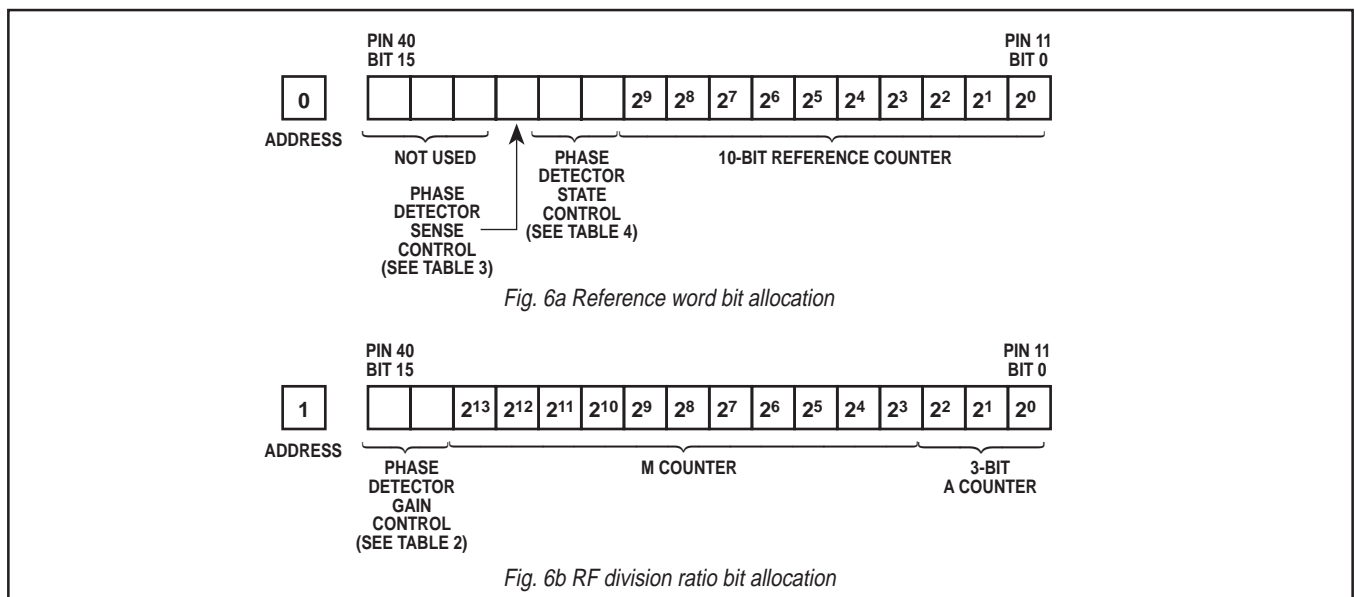 PIN 40
BIT 15
PIN 11
BIT 0
0
2⁹ 2⁸ 2⁷ 2⁶ 2⁵ 2⁴ 2³ 2² 2¹ 2⁰
ADDRESS
NOT USED
PHASE
DETECTOR
SENSE
CONTROL
(SEE TABLE 3)
PHASE
DETECTOR
STATE
CONTROL
(SEE TABLE 4)
10-BIT REFERENCE COUNTER
Fig. 6a Reference word bit allocation
PIN 40
BIT 15
PIN 11
BIT 0
1
2¹³ 2¹² 2¹¹ 2¹⁰ 2⁹ 2⁸ 2⁷ 2⁶ 2⁵ 2⁴ 2³ 2² 2¹ 2⁰
ADDRESS
PHASE
DETECTOR
GAIN
CONTROL
(SEE TABLE 2)
M COUNTER
3-BIT
A COUNTER
Fig. 6b RF division ratio bit allocation